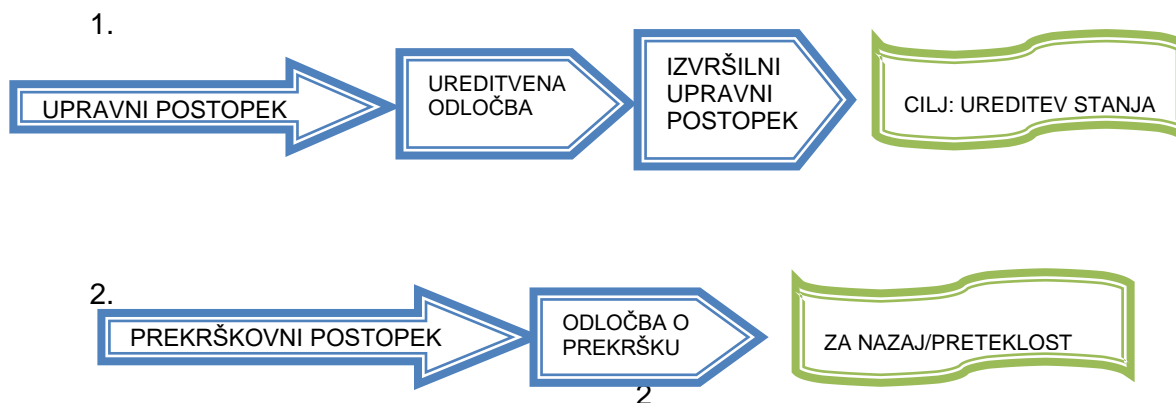 1.
UPRAVNI POSTOPEK
UREDITVENA
ODLOČBA
IZVRŠILNI
UPRAVNI
POSTOPEK
CILJ: UREDITEV STANJA
2.
PREKRŠKOVNI POSTOPEK
ODLOČBA O
PREKRŠKU
ZA NAZAJ/PRETEKLOST
2